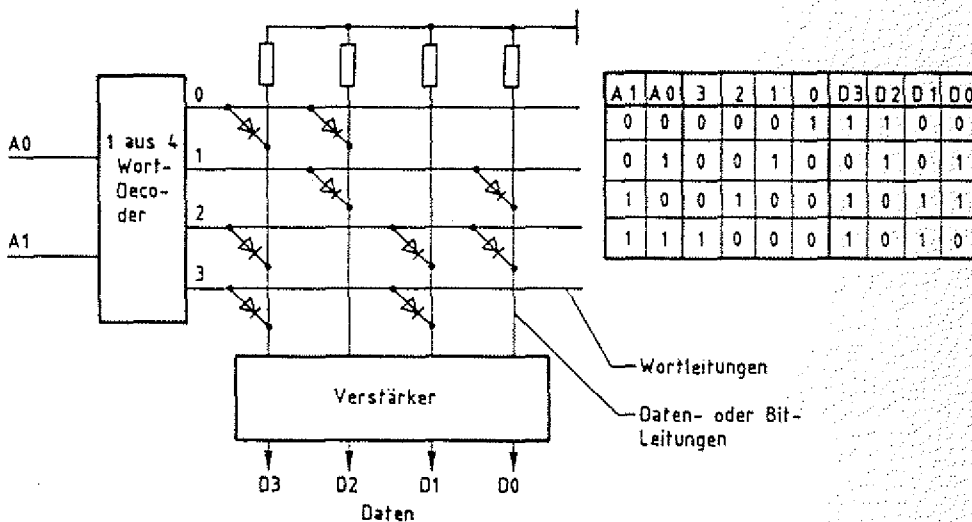 0
A0
1 aus 4
Wort-
Deco-
der
1
2
A1
3
A1 A0 3 2 1 0 D3 D2 D1 D0
0 0 0 0 0 1 1 1 0 0
0 1 0 0 1 0 0 1 0 1
1 0 0 1 0 0 1 0 1 1
1 1 1 0 0 0 1 0 1 0
Wortleitungen
Verstärker
Daten- oder Bit-
Leitungen
D3 D2 D1 D0
Daten